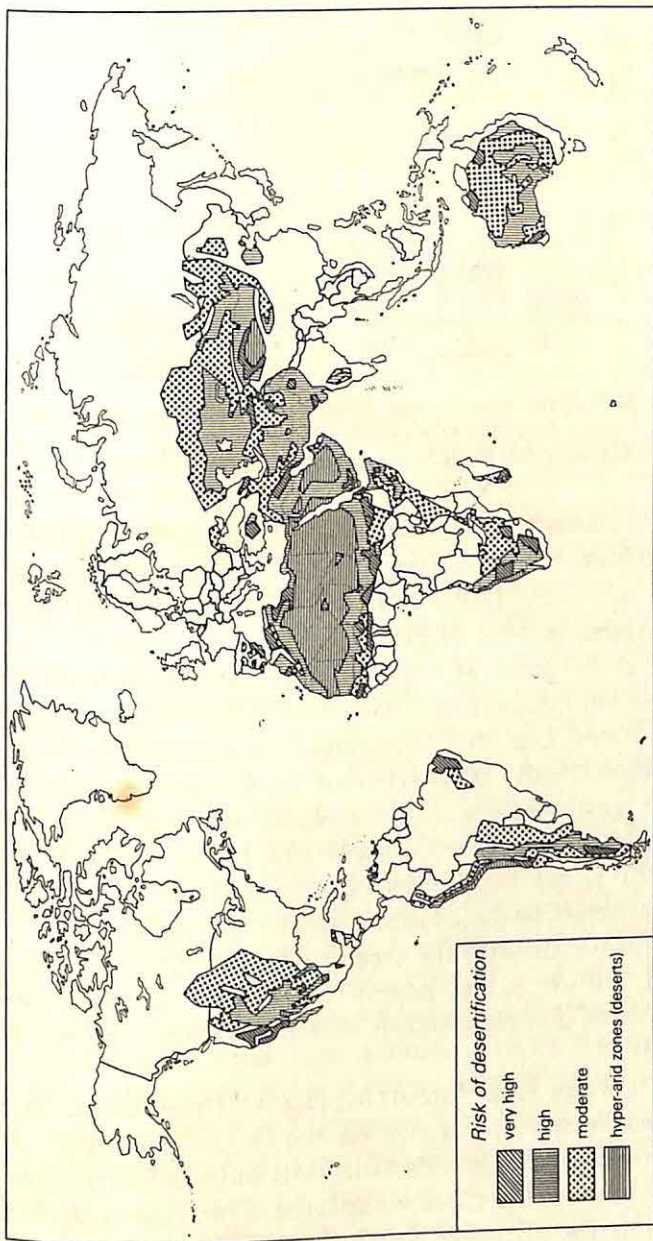 Risk of desertification
very high
high
moderate
hyper-arid zones (deserts)